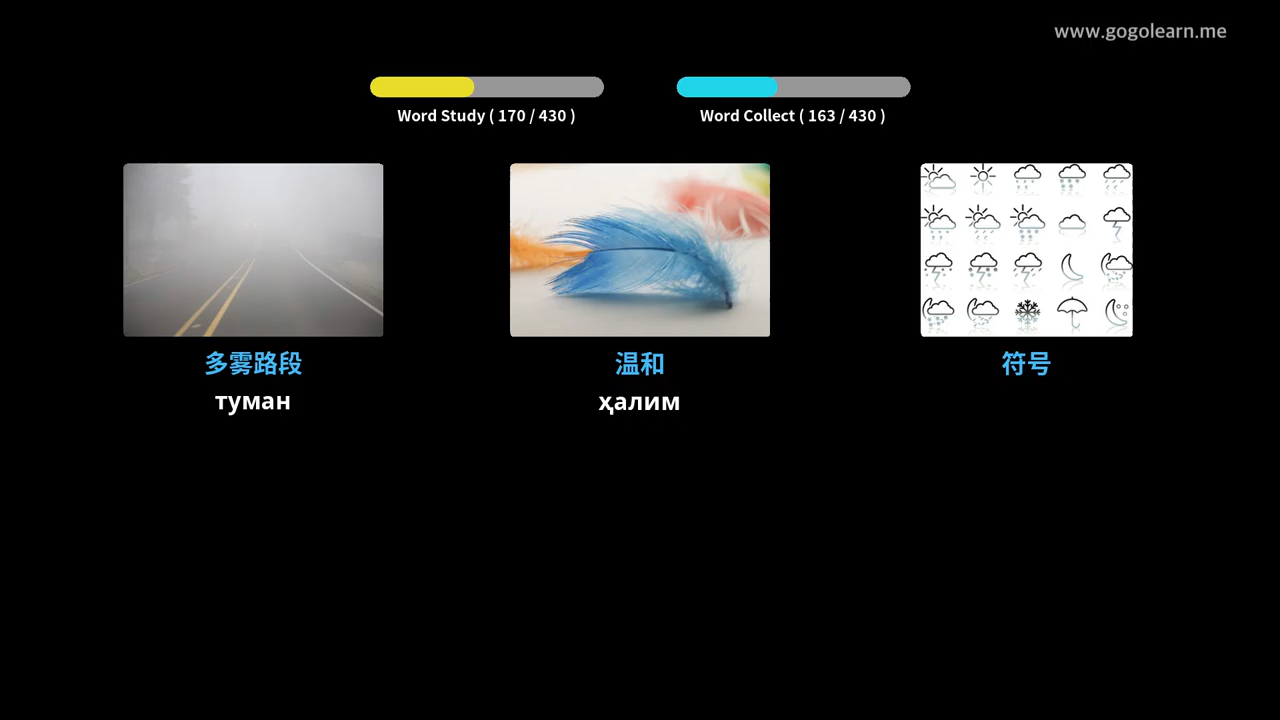 www.gogolearn.me
Word Study ( 170 / 430 )
Word Collect ( 163 / 430 )
多雾路段
温和
符号
туман
ҳалим